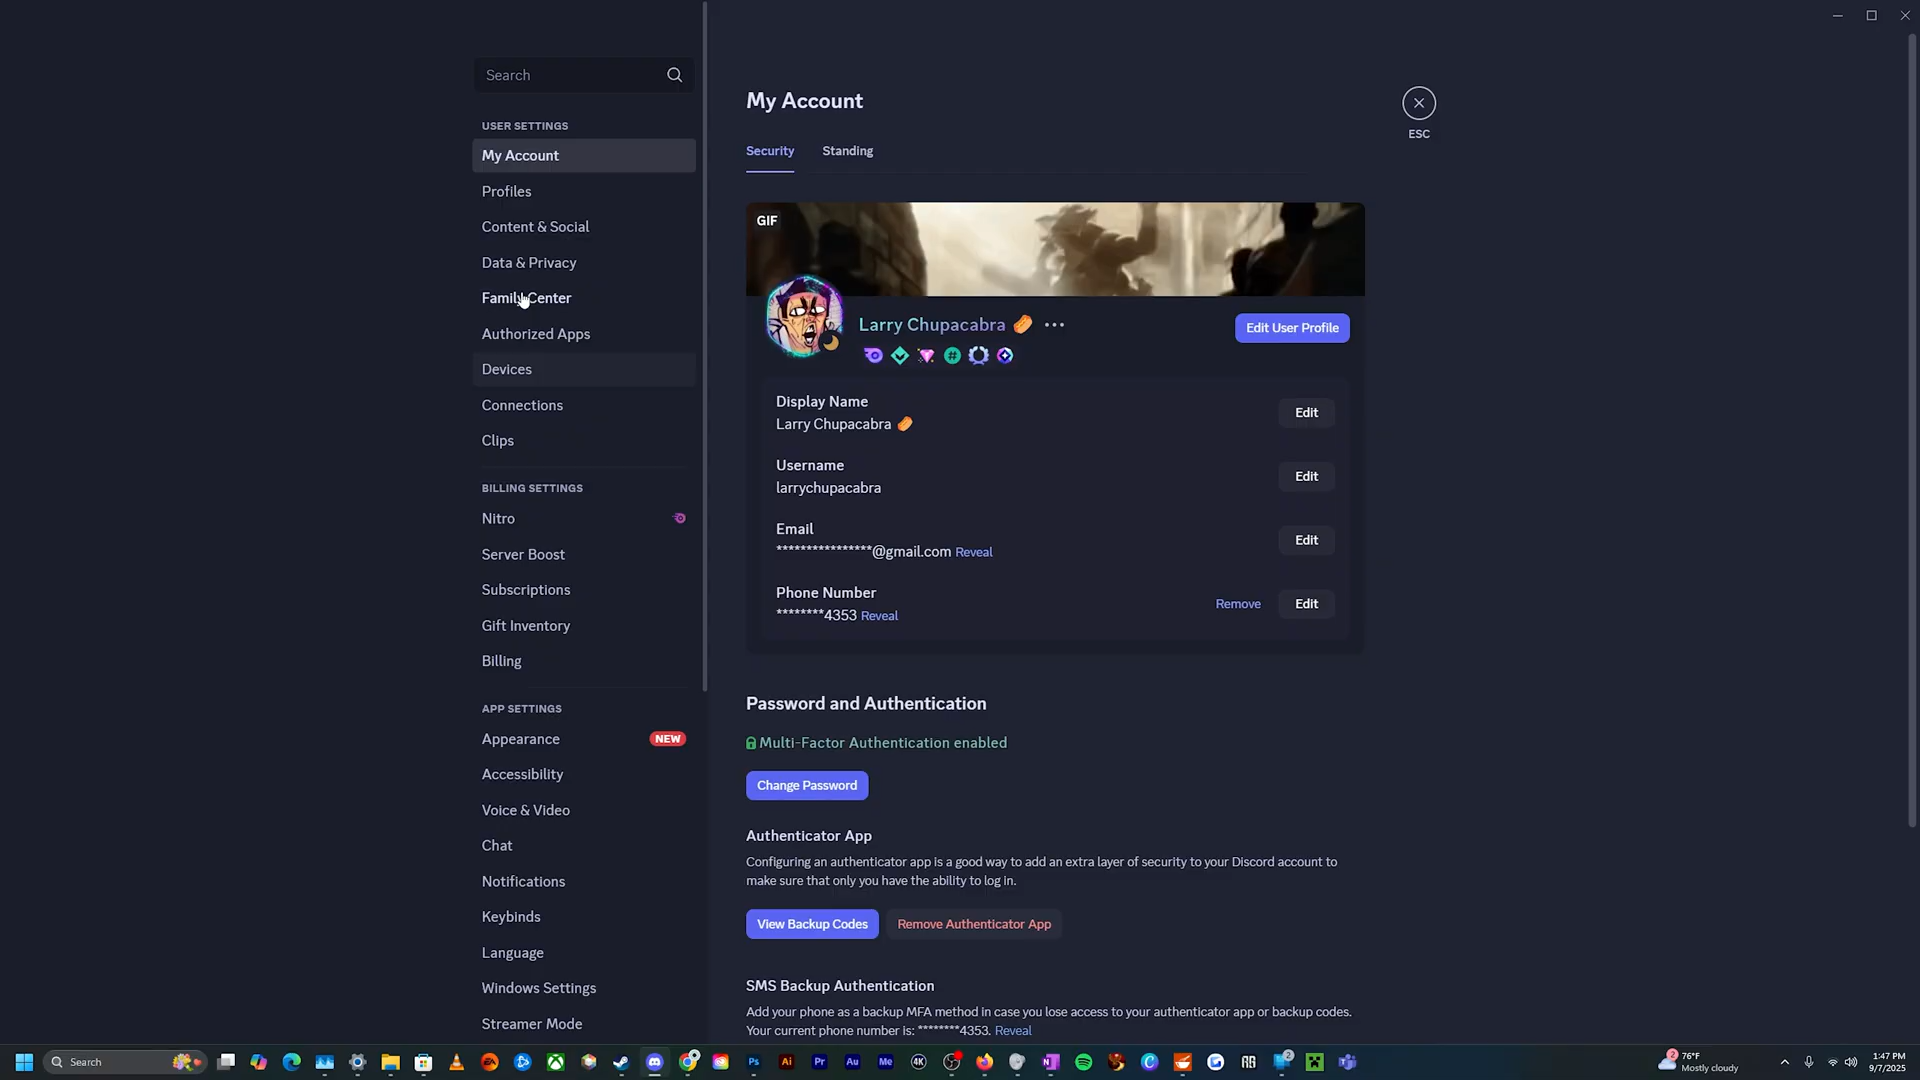 Search
USER SETTINGS
My Account
Profiles
Content & Social
Data & Privacy
Family Center
Authorized Apps
Devices
Connections
Clips
BILLING SETTINGS
Nitro
Server Boost
Subscriptions
Gift Inventory
Billing
APP SETTINGS
Appearance NEW
Accessibility
Voice & Video
Chat
Notifications
Keybinds
Language
Windows Settings
Streamer Mode
My Account
ESC
Security Standing
GIF
Larry Chupacabra
Edit User Profile
Display Name
Larry Chupacabra
Edit
Username
larrychupacabra
Edit
Email
****************@gmail.com Reveal
Edit
Phone Number
********4353 Reveal
Remove Edit
Password and Authentication
Multi-Factor Authentication enabled
Change Password
Authenticator App
Configuring an authenticator app is a good way to add an extra layer of security to your Discord account to
make sure that only you have the ability to log in.
View Backup Codes Remove Authenticator App
SMS Backup Authentication
Add your phone as a backup MFA method in case you lose access to your authenticator app or backup codes.
Your current phone number is: ********4353. Reveal
Search
Ps Ai Pr Au Me 4K
2
2
76°F
Mostly cloudy
1:47 PM
9/7/2025